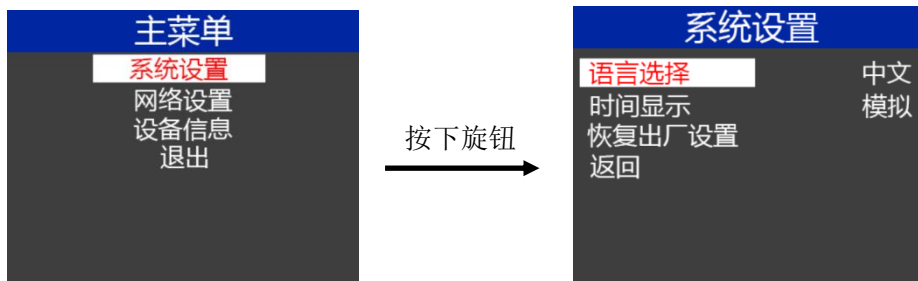 主菜单
系统设置
网络设置
设备信息
退出
按下旋钮
系统设置
语言选择 中文
时间显示 模拟
恢复出厂设置
返回